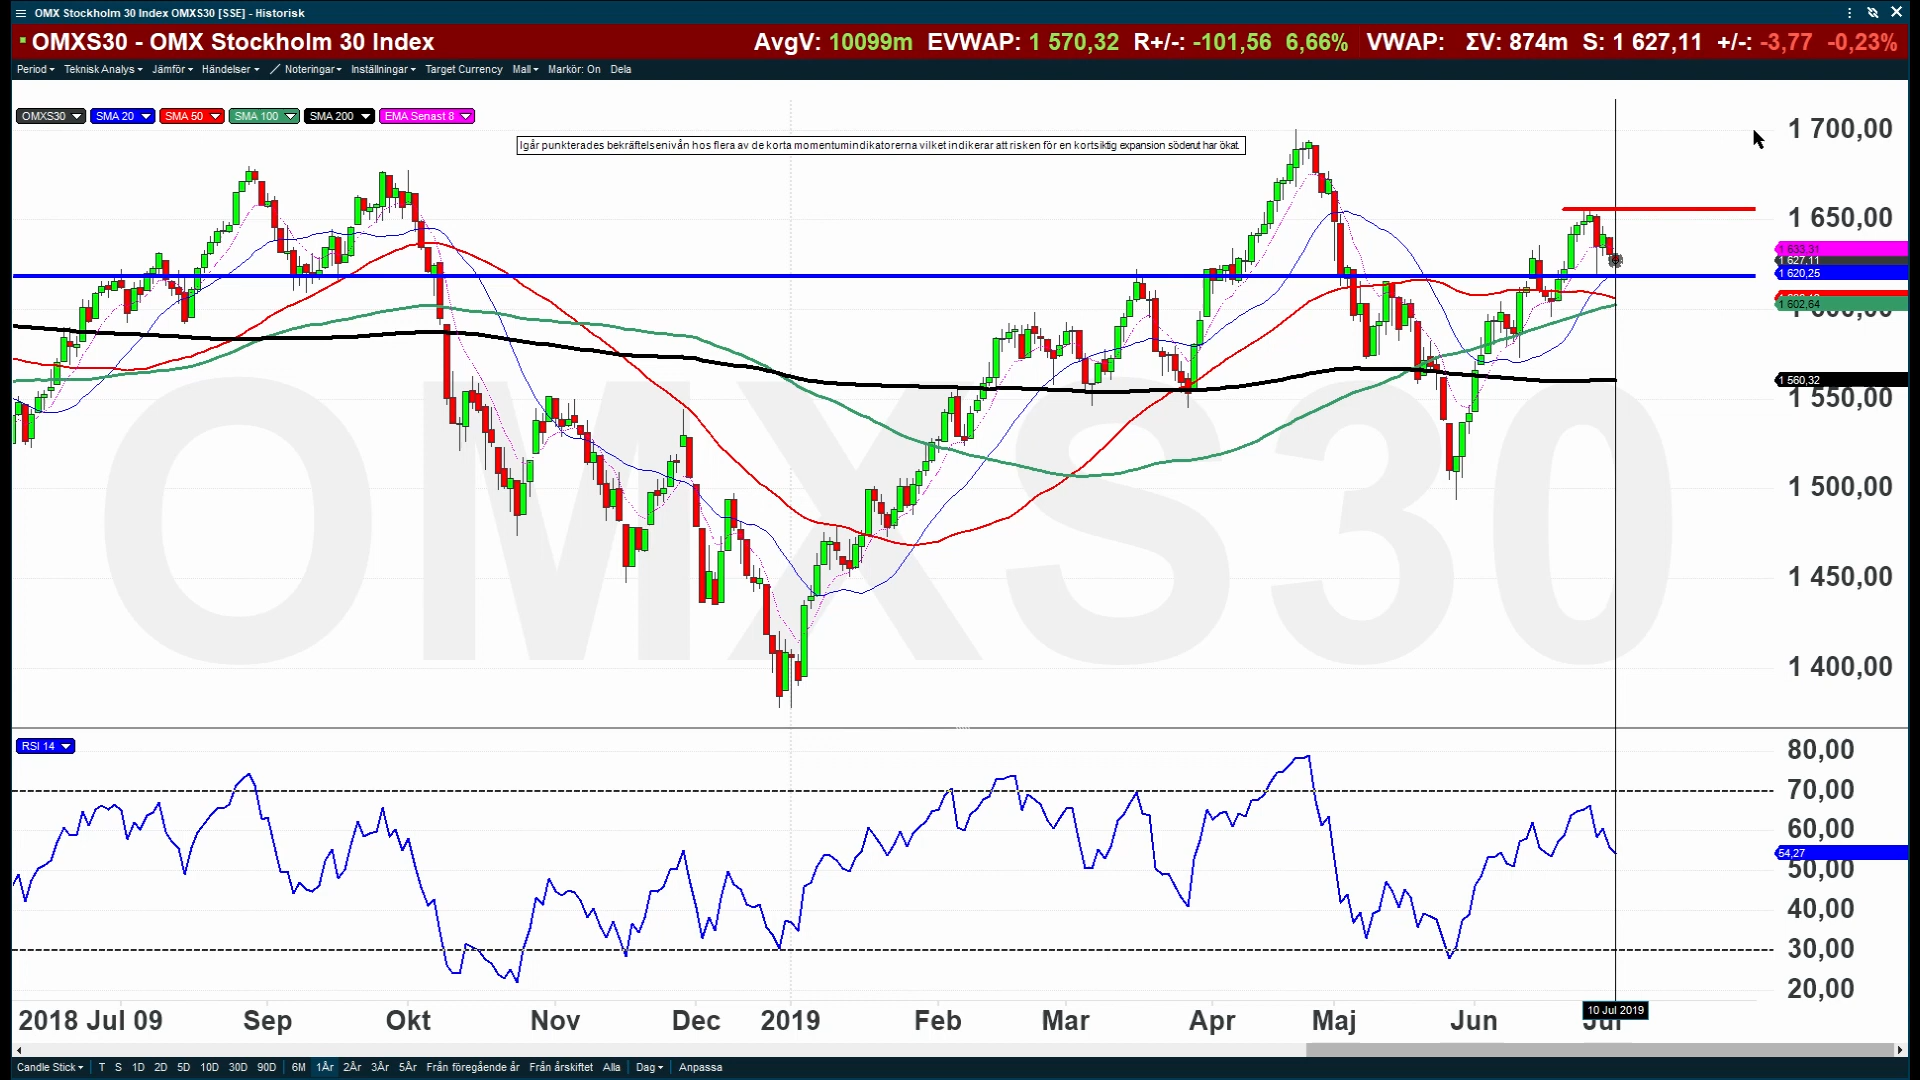 OMX Stockholm 30 Index OMXS30 [SSE] - Historisk
OMXS30 - OMX Stockholm 30 Index AvgV: 10099m EVWAP: 1 570,32 R+/-: -101,56 6,66% VWAP: ΣV: 874m S: 1 627,11 +/-: -3,77 -0,23%
Period Teknisk Analys Jämför Händelser Noteringar Inställningar Target Currency Mall Markör: On Dela
OMXS30 SMA 20 SMA 50 SMA 100 SMA 200 EMA Senast 8
Igår punkterades bekräftelsenivån hos flera av de korta momentumindikatorerna vilket indikerar att risken för en kortsiktig expansion söderut har ökat.
1 700,00
1 650,00
1 633,31
1 627,11
1 620,25
1 602,64
1 560,32
1 550,00
1 500,00
1 450,00
1 400,00
OMXS30
RSI 14
80,00
70,00
60,00
54,27
50,00
40,00
30,00
20,00
10 Jul 2019
2018 Jul 09 Sep Okt Nov Dec 2019 Feb Mar Apr Maj Jun Jul
Candle Stick T S 1D 2D 5D 10D 30D 90D 6M 1År 2År 3År 5År Från föregående år Från årskiftet Alla Dag Anpassa